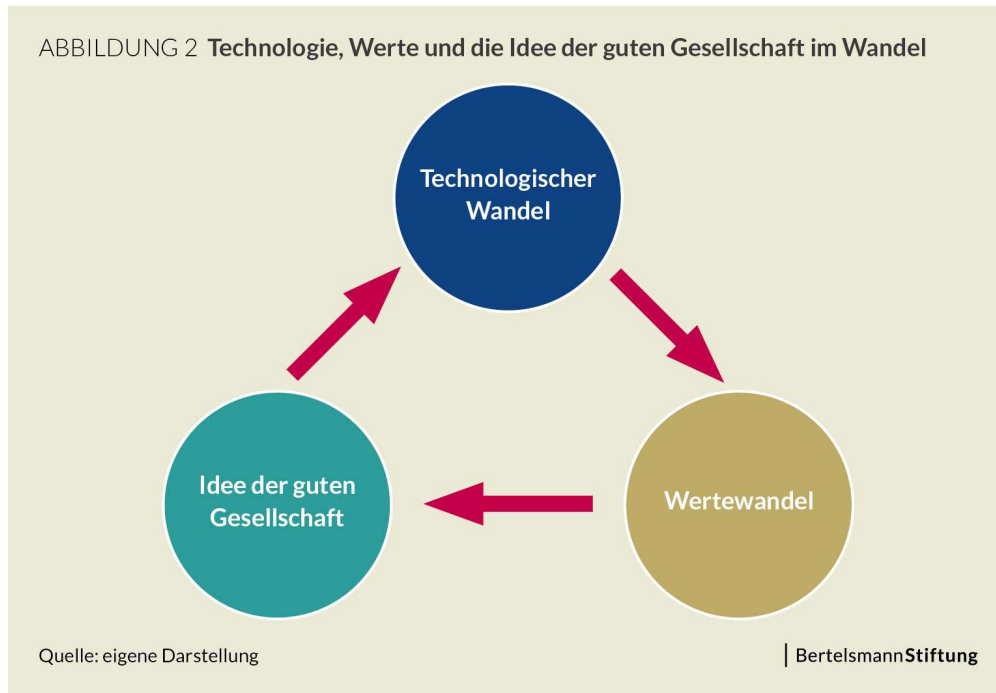 ABBILDUNG 2 Technologie, Werte und die Idee der guten Gesellschaft im Wandel
Technologischer
Wandel
Idee der guten
Gesellschaft
Wertewandel
Quelle: eigene Darstellung
BertelsmannStiftung